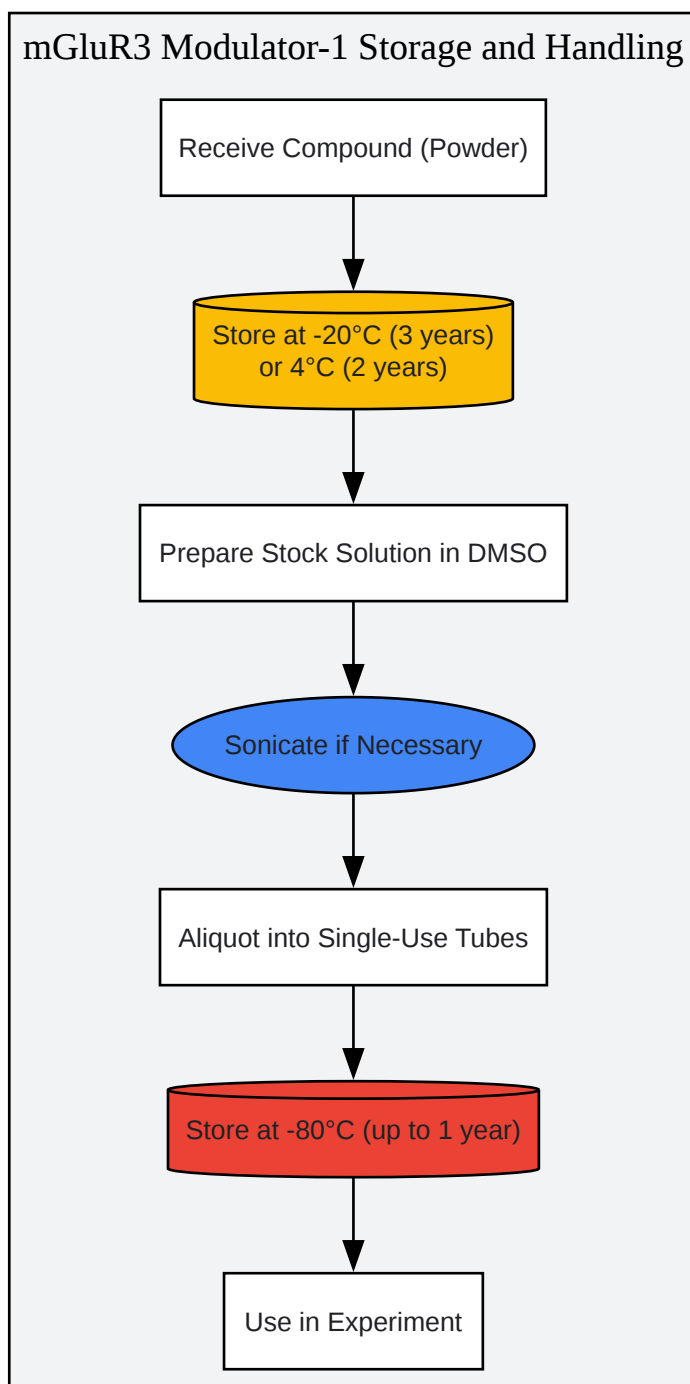 mGluR3 Modulator-1 Storage and Handling
Receive Compound (Powder)
Store at -20°C (3 years)
or 4°C (2 years)
Prepare Stock Solution in DMSO
Sonicate if Necessary
Aliquot into Single-Use Tubes
Store at -80°C (up to 1 year)
Use in Experiment